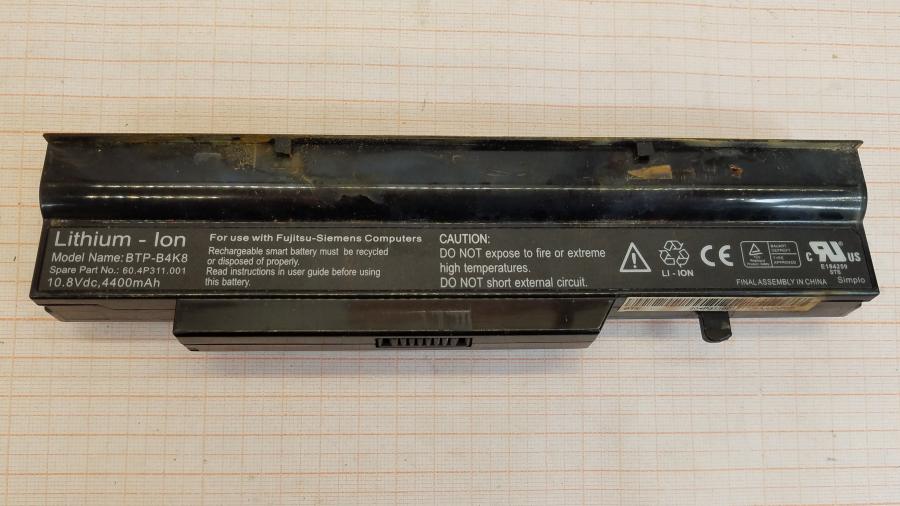 Lithium - Ion
Model Name: BTP-B4K8
Spare Part No.: 60.4P311.001
10.8Vdc, 4400mAh
For use with Fujitsu-Siemens Computers
Rechargeable smart battery must be recycled
or disposed of properly.
Read instructions in user guide before using
this battery.
CAUTION:
DO NOT expose to fire or extreme
high temperatures.
DO NOT short external circuit.
LI - ION
CE
c RU US
E184259
FINAL ASSEMBLY IN CHINA Simplo